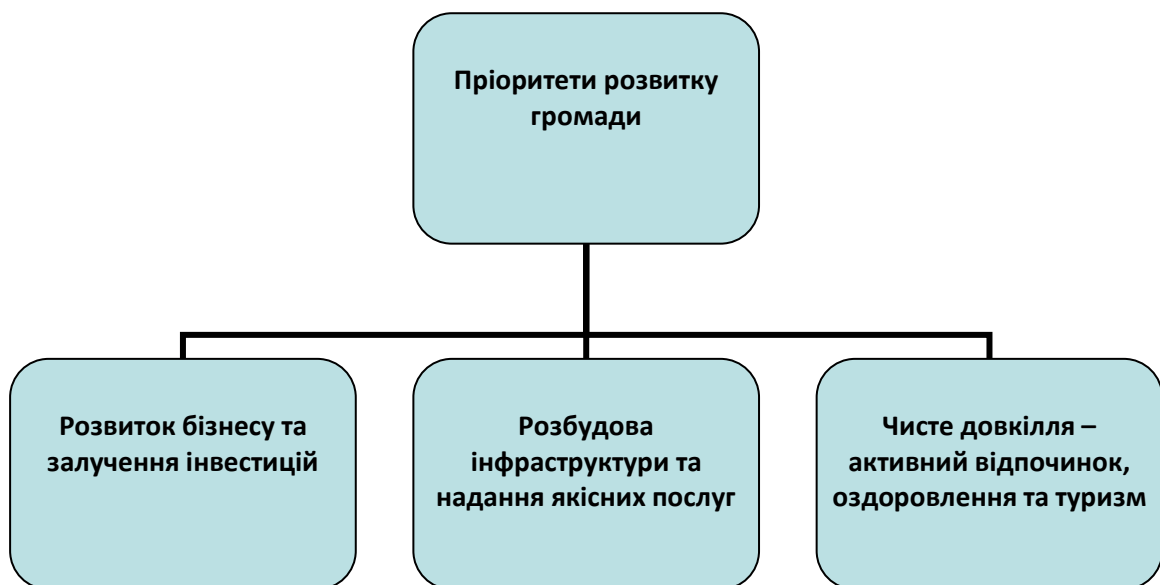 Пріоритети розвитку
громади
Розвиток бізнесу та
залучення інвестицій
Розбудова
інфраструктури та
надання якісних послуг
Чисте довкілля –
активний відпочинок,
оздоровлення та туризм